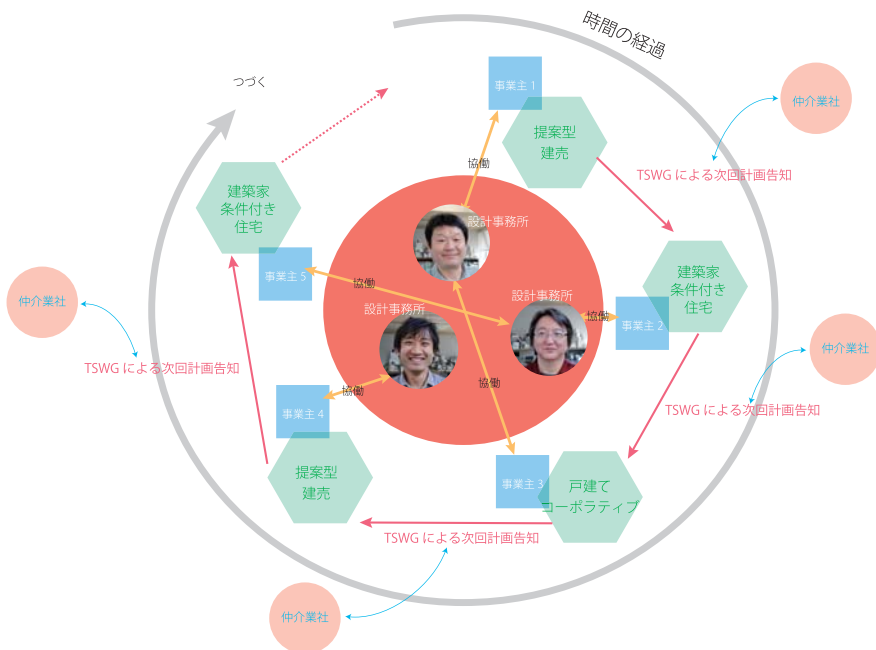 時間の経過
つづく
事業主 1
提案型
建売
仲介業社
協働
TSWG による次回計画告知
建築家
条件付き
住宅
設計事務所
建築家
条件付き
住宅
事業主 5
協働
設計事務所
設計事務所
協働
事業主 2
仲介業社
TSWG による次回計画告知
仲介業社
協働
協働
事業主 4
TSWG による次回計画告知
提案型
建売
事業主 3
戸建て
コーポラティブ
TSWG による次回計画告知
仲介業社